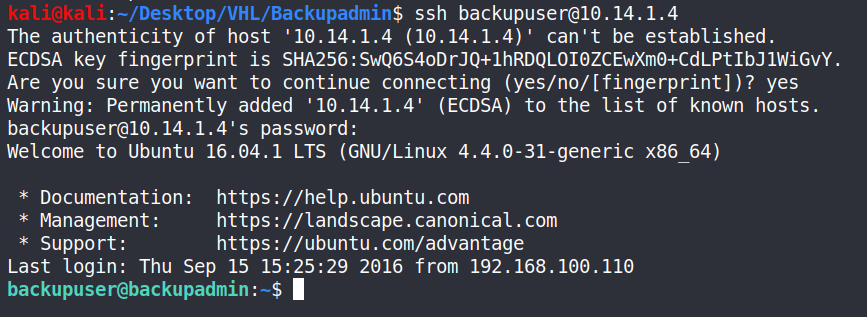 kali@kali:~/Desktop/VHL/Backupadmin$ ssh backupuser@10.14.1.4
The authenticity of host '10.14.1.4 (10.14.1.4)' can't be established.
ECDSA key fingerprint is SHA256:SwQ6S4oDrJQ+1hRDQLOI0ZCEwXm0+CdLPtIbJ1WiGvY.
Are you sure you want to continue connecting (yes/no/[fingerprint])? yes
Warning: Permanently added '10.14.1.4' (ECDSA) to the list of known hosts.
backupuser@10.14.1.4's password:
Welcome to Ubuntu 16.04.1 LTS (GNU/Linux 4.4.0-31-generic x86_64)

 * Documentation:  https://help.ubuntu.com
 * Management:     https://landscape.canonical.com
 * Support:        https://ubuntu.com/advantage
Last login: Thu Sep 15 15:25:29 2016 from 192.168.100.110
backupuser@backupadmin:~$